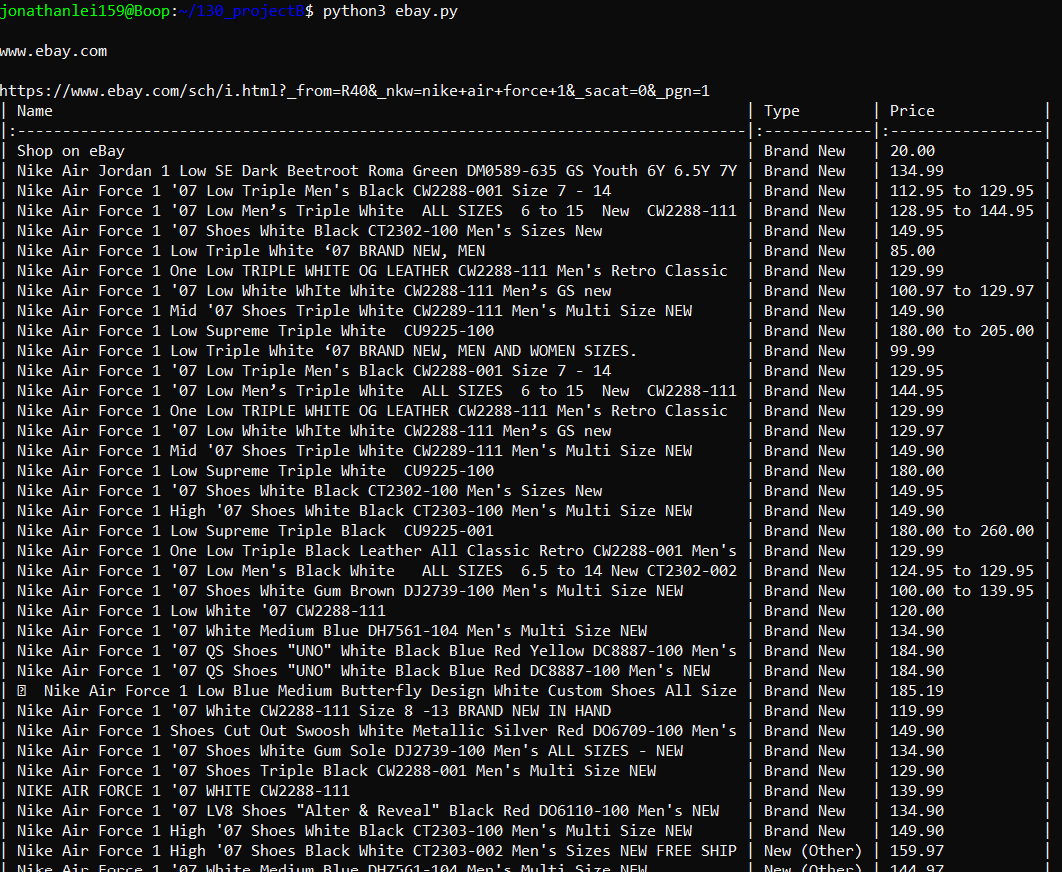 jonathanlei159@Boop:~/130_projectR$ python3 ebay.py
www.ebay.com
https://www.ebay.com/sch/i.html?_from=R40&_nkw=nike+air+force+1&_sacat=0&_pgn=1
| Name | Type | Price |
|:---------------------------------------------------------------------------------|:------------|:-----------------|
| Shop on eBay | Brand New | 20.00 |
| Nike Air Jordan 1 Low SE Dark Beetroot Roma Green DM0589-635 GS Youth 6Y 6.5Y 7Y | Brand New | 134.99 |
| Nike Air Force 1 '07 Low Triple Men's Black CW2288-001 Size 7 - 14 | Brand New | 112.95 to 129.95 |
| Nike Air Force 1 '07 Low Men’s Triple White  ALL SIZES  6 to 15  New  CW2288-111 | Brand New | 128.95 to 144.95 |
| Nike Air Force 1 '07 Shoes White Black CT2302-100 Men's Sizes New | Brand New | 149.95 |
| Nike Air Force 1 Low Triple White ‘07 BRAND NEW, MEN | Brand New | 85.00 |
| Nike Air Force 1 One Low TRIPLE WHITE OG LEATHER CW2288-111 Men's Retro Classic | Brand New | 129.99 |
| Nike Air Force 1 '07 Low White WhIte White CW2288-111 Men’s GS new | Brand New | 100.97 to 129.97 |
| Nike Air Force 1 Mid '07 Shoes Triple White CW2289-111 Men's Multi Size NEW | Brand New | 149.90 |
| Nike Air Force 1 Low Supreme Triple White  CU9225-100 | Brand New | 180.00 to 205.00 |
| Nike Air Force 1 Low Triple White ‘07 BRAND NEW, MEN AND WOMEN SIZES. | Brand New | 99.99 |
| Nike Air Force 1 '07 Low Triple Men's Black CW2288-001 Size 7 - 14 | Brand New | 129.95 |
| Nike Air Force 1 '07 Low Men’s Triple White  ALL SIZES  6 to 15  New  CW2288-111 | Brand New | 144.95 |
| Nike Air Force 1 One Low TRIPLE WHITE OG LEATHER CW2288-111 Men's Retro Classic | Brand New | 129.99 |
| Nike Air Force 1 '07 Low White WhIte White CW2288-111 Men’s GS new | Brand New | 129.97 |
| Nike Air Force 1 Mid '07 Shoes Triple White CW2289-111 Men's Multi Size NEW | Brand New | 149.90 |
| Nike Air Force 1 Low Supreme Triple White  CU9225-100 | Brand New | 180.00 |
| Nike Air Force 1 '07 Shoes White Black CT2302-100 Men's Sizes New | Brand New | 149.95 |
| Nike Air Force 1 High '07 Shoes White Black CT2303-100 Men's Multi Size NEW | Brand New | 149.90 |
| Nike Air Force 1 Low Supreme Triple Black  CU9225-001 | Brand New | 180.00 to 260.00 |
| Nike Air Force 1 One Low Triple Black Leather All Classic Retro CW2288-001 Men's | Brand New | 129.99 |
| Nike Air Force 1 '07 Low Men's Black White   ALL SIZES  6.5 to 14 New CT2302-002 | Brand New | 124.95 to 129.95 |
| Nike Air Force 1 '07 Shoes White Gum Brown DJ2739-100 Men's Multi Size NEW | Brand New | 100.00 to 139.95 |
| Nike Air Force 1 Low White '07 CW2288-111 | Brand New | 120.00 |
| Nike Air Force 1 '07 White Medium Blue DH7561-104 Men's Multi Size NEW | Brand New | 134.90 |
| Nike Air Force 1 '07 QS Shoes "UNO" White Black Blue Red Yellow DC8887-100 Men's | Brand New | 184.90 |
| Nike Air Force 1 '07 QS Shoes "UNO" White Black Blue Red DC8887-100 Men's NEW | Brand New | 184.90 |
| Nike Air Force 1 Low Blue Medium Butterfly Design White Custom Shoes All Size | Brand New | 185.19 |
| Nike Air Force 1 '07 White CW2288-111 Size 8 -13 BRAND NEW IN HAND | Brand New | 119.99 |
| Nike Air Force 1 Shoes Cut Out Swoosh White Metallic Silver Red DO6709-100 Men's | Brand New | 149.90 |
| Nike Air Force 1 '07 Shoes White Gum Sole DJ2739-100 Men's ALL SIZES - NEW | Brand New | 134.90 |
| Nike Air Force 1 '07 Shoes Triple Black CW2288-001 Men's Multi Size NEW | Brand New | 129.90 |
| NIKE AIR FORCE 1 '07 WHITE CW2288-111 | Brand New | 139.99 |
| Nike Air Force 1 '07 LV8 Shoes "Alter & Reveal" Black Red DO6110-100 Men's NEW | Brand New | 134.90 |
| Nike Air Force 1 High '07 Shoes White Black CT2303-100 Men's Multi Size NEW | Brand New | 149.90 |
| Nike Air Force 1 High '07 Shoes Black White CT2303-002 Men's Sizes NEW FREE SHIP | New (Other) | 159.97 |
| Nike Air Force 1 '07 White Medium Blue DH7561-104 Men's Multi Size NEW | New (Other) | 144.97 |